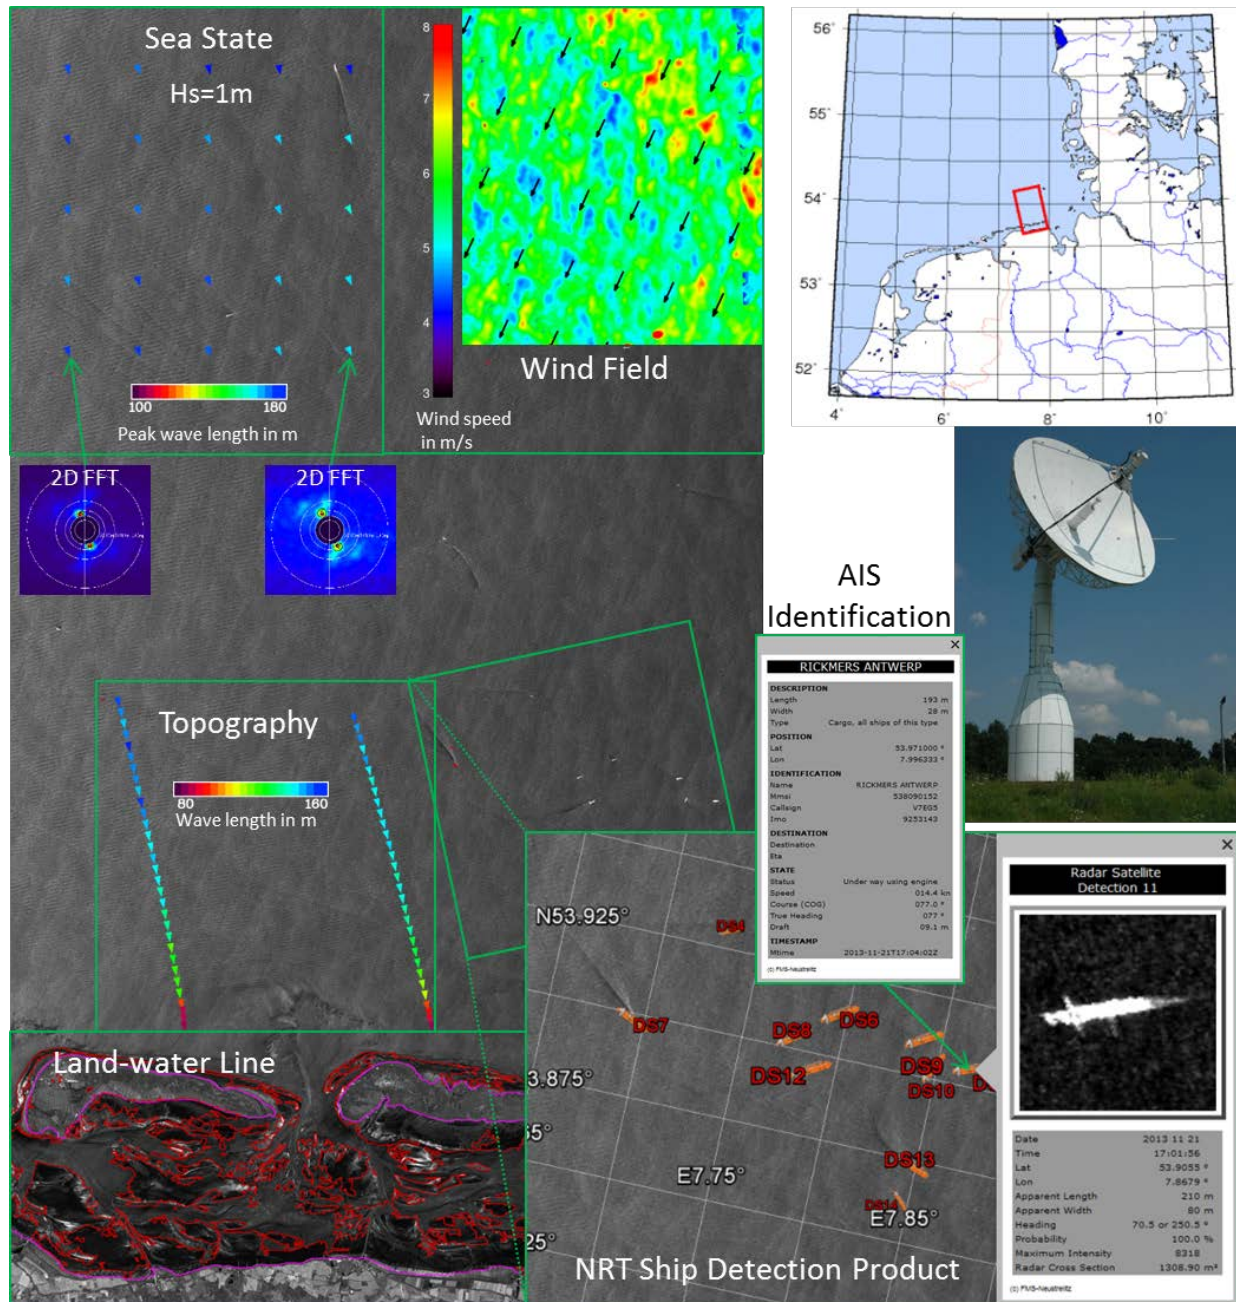 Sea State
Hs=1m
100
180
Peak wave length in m
8
7
6
5
4
3
Wind speed
in m/s
Wind Field
56°
55°
54°
53°
52°
4°
6°
8°
10°
2D FFT
2D FFT
AIS
Identification
Topography
80
160
Wave length in m
RICKMERS ANTWERP
DESCRIPTION
Length 193 m
Width 28 m
Type Cargo, all ships of this type
POSITION
Lat 53.971000 °
Lon 7.996333 °
IDENTIFICATION
Name RICKMERS ANTWERP
Mmsi 538090152
Callsign V7EG5
Imo 9253143
DESTINATION
Destination
Eta
STATE
Status Under way using engine
Speed 014.4 kn
Course (COG) 077.0 °
True Heading 077 °
Draft 09.1 m
TIMESTAMP
Mtime 2013-11-21T17:04:02Z
(c) FMS-Neustrelitz
Land-water Line
N53.925°
DS4
DS7
DS8
DS6
DS12
DS9
DS10
3.875°
E7.75°
DS13
DS14
E7.85°
25°
NRT Ship Detection Product
Radar Satellite
Detection 11
Date 2013 11 21
Time 17:01:56
Lat 53.9055 °
Lon 7.8679 °
Apparent Length 210 m
Apparent Width 80 m
Heading 70.5 or 250.5 °
Probability 100.0 %
Maximum Intensity 8318
Radar Cross Section 1308.90 m²
(c) FMS-Neustrelitz